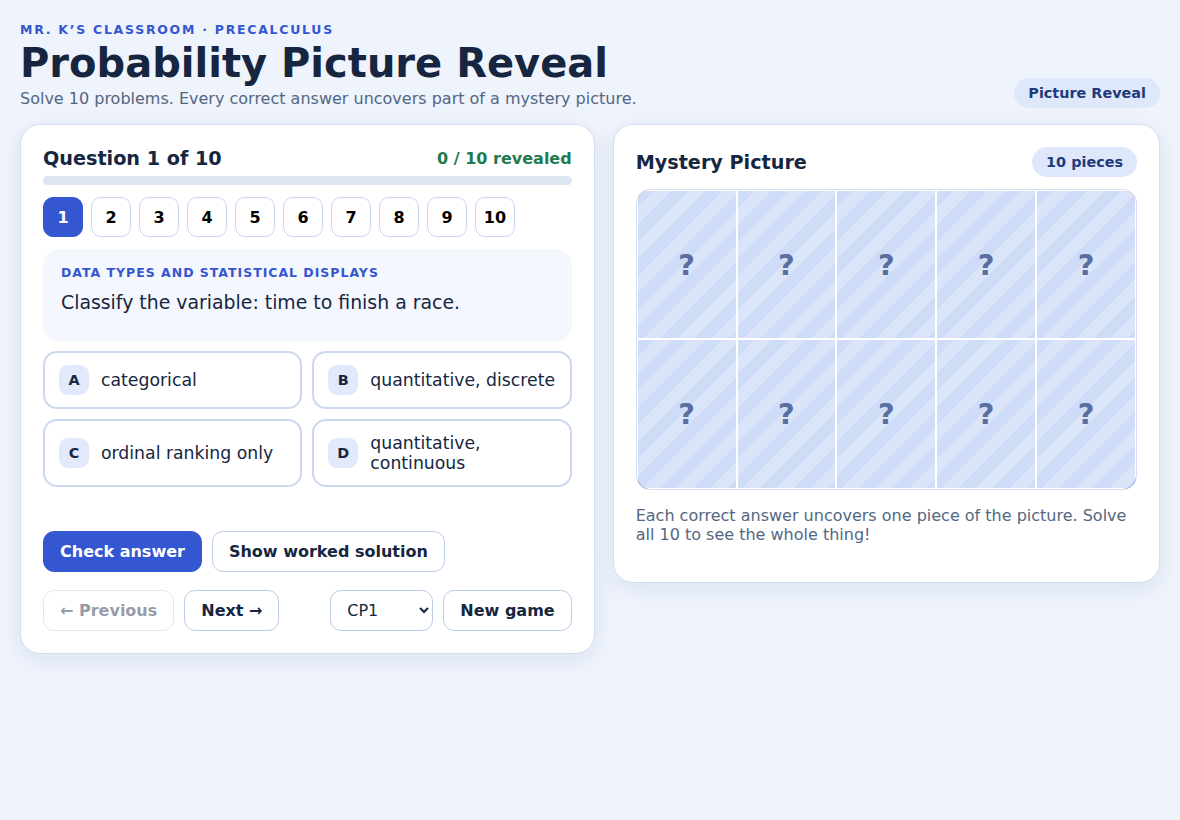 MR. K’S CLASSROOM · PRECALCULUS
Probability Picture Reveal
Solve 10 problems. Every correct answer uncovers part of a mystery picture.
Picture Reveal
Question 1 of 10
0 / 10 revealed
1 2 3 4 5 6 7 8 9 10
DATA TYPES AND STATISTICAL DISPLAYS
Classify the variable: time to finish a race.
A categorical
B quantitative, discrete
C ordinal ranking only
D quantitative,
continuous
Check answer
Show worked solution
← Previous
Next →
CP1
New game
Mystery Picture
10 pieces
? ? ? ? ?
? ? ? ? ?
Each correct answer uncovers one piece of the picture. Solve
all 10 to see the whole thing!